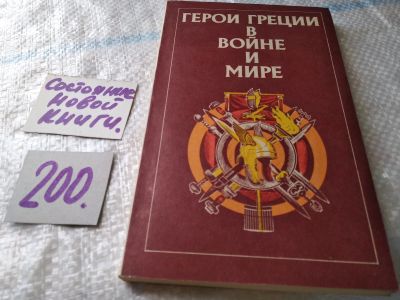 ГЕРОИ ГРЕЦИИ
В
ВОЙНЕ
И
МИРЕ
Состояние
новой
книги.
200.